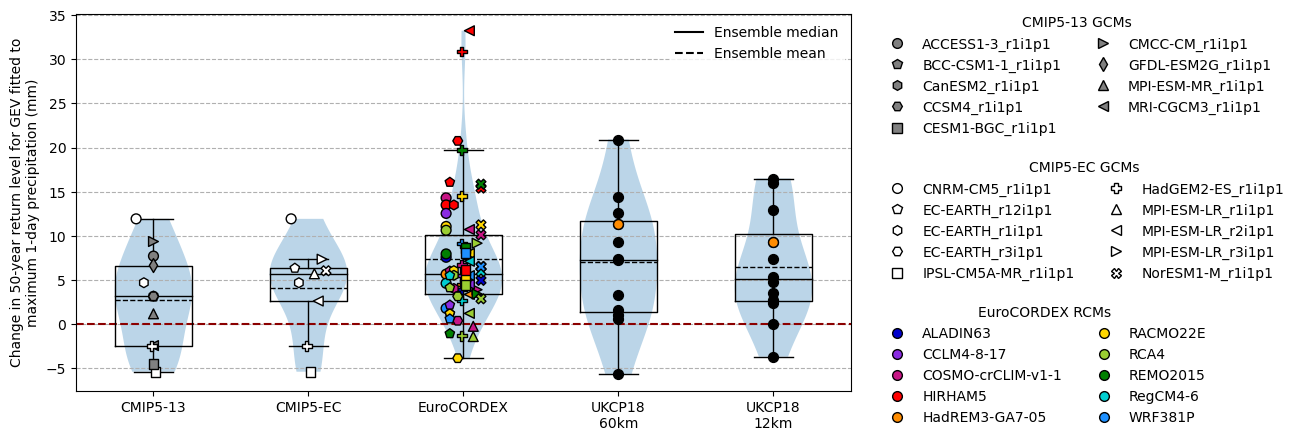 Change in 50-year return level for GEV fitted to
maximum 1-day precipitation (mm)
35
30
25
20
15
10
5
0
−5
Ensemble median
Ensemble mean
CMIP5-13
CMIP5-EC
EuroCORDEX
UKCP18
60km
UKCP18
12km
CMIP5-13 GCMs
ACCESS1-3_r1i1p1
BCC-CSM1-1_r1i1p1
CanESM2_r1i1p1
CCSM4_r1i1p1
CESM1-BGC_r1i1p1
CMCC-CM_r1i1p1
GFDL-ESM2G_r1i1p1
MPI-ESM-MR_r1i1p1
MRI-CGCM3_r1i1p1
CMIP5-EC GCMs
CNRM-CM5_r1i1p1
EC-EARTH_r12i1p1
EC-EARTH_r1i1p1
EC-EARTH_r3i1p1
IPSL-CM5A-MR_r1i1p1
HadGEM2-ES_r1i1p1
MPI-ESM-LR_r1i1p1
MPI-ESM-LR_r2i1p1
MPI-ESM-LR_r3i1p1
NorESM1-M_r1i1p1
EuroCORDEX RCMs
ALADIN63
CCLM4-8-17
COSMO-crCLIM-v1-1
HIRHAM5
HadREM3-GA7-05
RACMO22E
RCA4
REMO2015
RegCM4-6
WRF381P